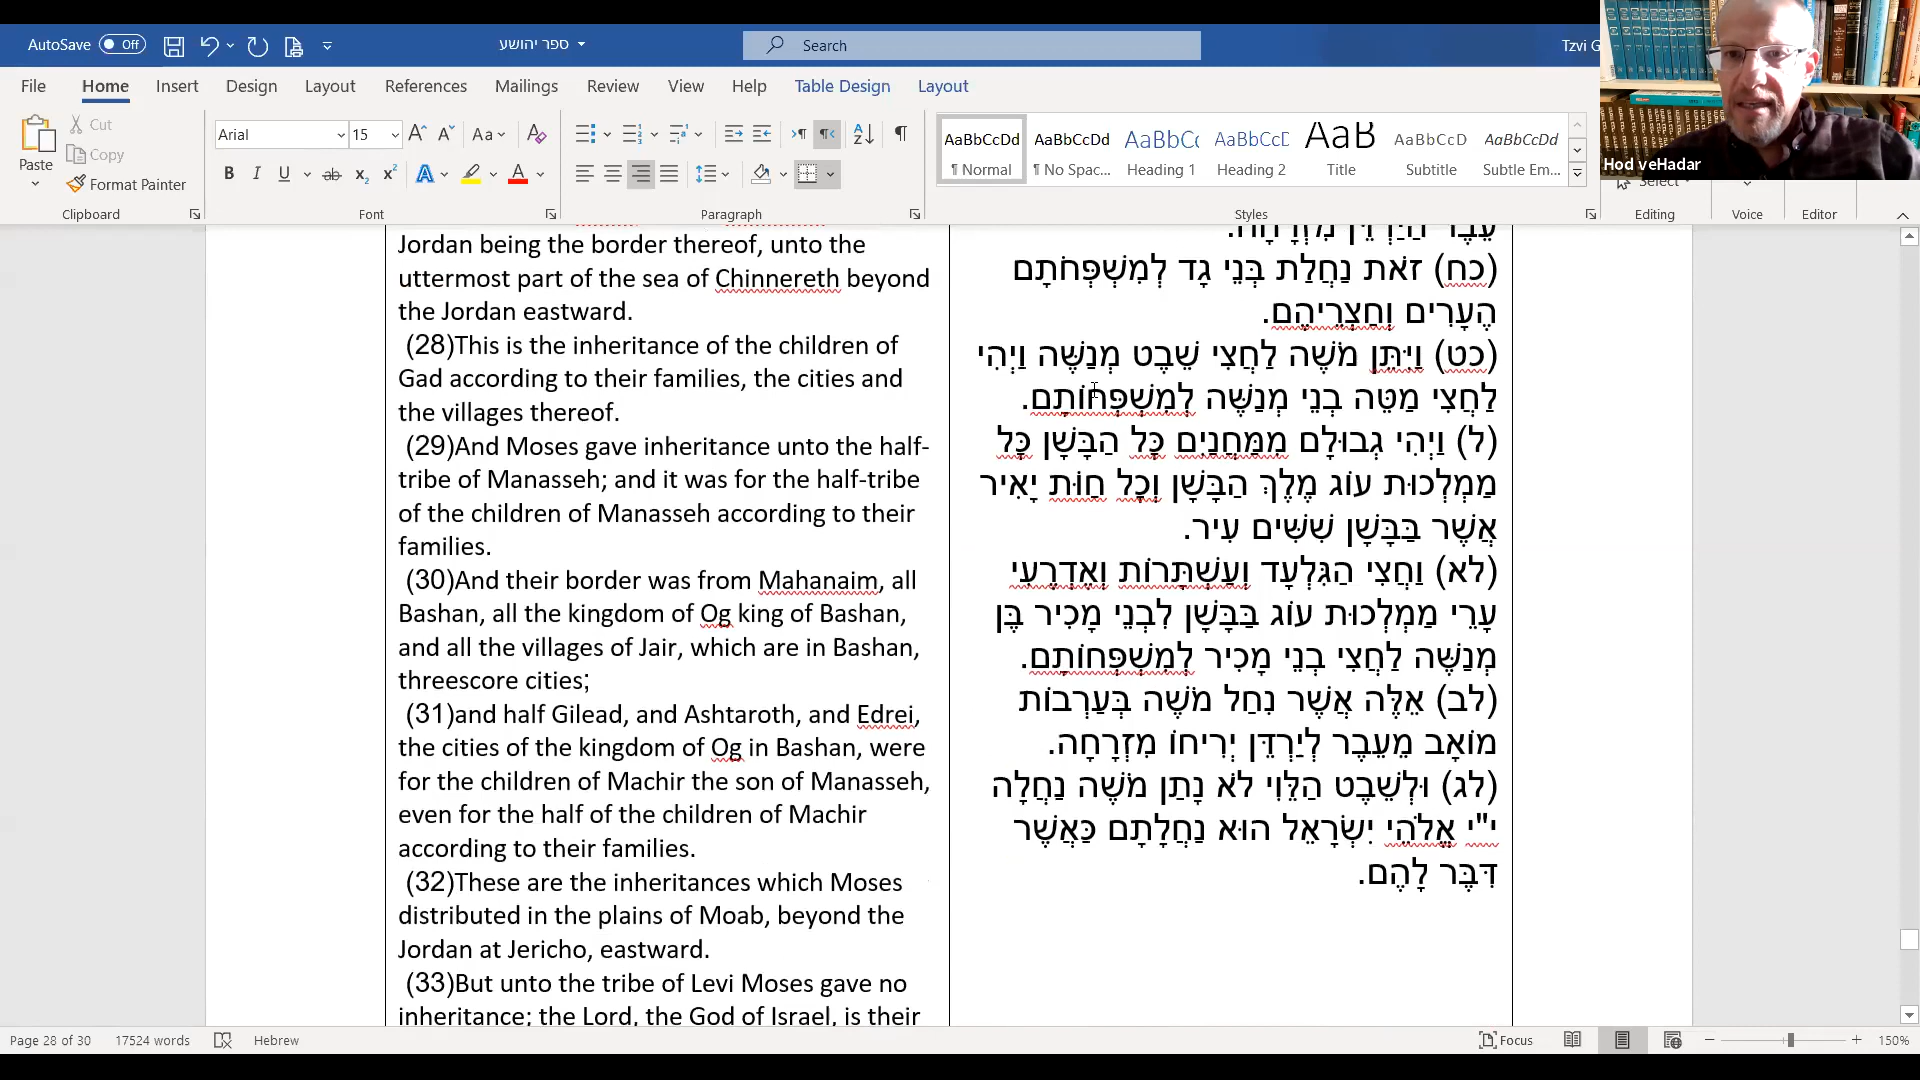 AutoSave Off
ספר יהושע
Search
Tzvi G
File Home Insert Design Layout References Mailings Review View Help Table Design Layout
Paste
Cut
Copy
Format Painter
Clipboard
Arial 15
Font
Paragraph
AaBbCcDd
¶ Normal
AaBbCcDd
¶ No Spac...
AaBbCc
Heading 1
AaBbCcD
Heading 2
AaB
Title
AaBbCcD
Subtitle
AaBbCcDd
Subtle Em...
Styles
Select
Editing
Voice
Editor
Hod veHadar
Jordan being the border thereof, unto the
uttermost part of the sea of Chinnereth beyond
the Jordan eastward.
(28)This is the inheritance of the children of
Gad according to their families, the cities and
the villages thereof.
(29)And Moses gave inheritance unto the half-
tribe of Manasseh; and it was for the half-tribe
of the children of Manasseh according to their
families.
(30)And their border was from Mahanaim, all
Bashan, all the kingdom of Og king of Bashan,
and all the villages of Jair, which are in Bashan,
threescore cities;
(31)and half Gilead, and Ashtaroth, and Edrei,
the cities of the kingdom of Og in Bashan, were
for the children of Machir the son of Manasseh,
even for the half of the children of Machir
according to their families.
(32)These are the inheritances which Moses
distributed in the plains of Moab, beyond the
Jordan at Jericho, eastward.
(33)But unto the tribe of Levi Moses gave no
inheritance; the Lord, the God of Israel, is their
עֵבֶר הַיַּרְדֵּן מִזְרָחָה.
(כח) זֹאת נַחֲלַת בְּנֵי גָד לְמִשְׁפְּחֹתָם
הֶעָרִים וְחַצְרֵיהֶם.
(כט) וַיִּתֵּן מֹשֶׁה לַחֲצִי שֵׁבֶט מְנַשֶּׁה וַיְהִי
לַחֲצִי מַטֵּה בְנֵי מְנַשֶּׁה לְמִשְׁפְּחוֹתָם.
(ל) וַיְהִי גְבוּלָם מִמַּחֲנַיִם כָּל הַבָּשָׁן כָּל
מַמְלְכוּת עוֹג מֶלֶךְ הַבָּשָׁן וְכָל חַוֹּת יָאִיר
אֲשֶׁר בַּבָּשָׁן שִׁשִּׁים עִיר.
(לא) וַחֲצִי הַגִּלְעָד וְעַשְׁתָּרוֹת וְאֶדְרֶעִי
עָרֵי מַמְלְכוּת עוֹג בַּבָּשָׁן לִבְנֵי מָכִיר בֶּן
מְנַשֶּׁה לַחֲצִי בְנֵי מָכִיר לְמִשְׁפְּחוֹתָם.
(לב) אֵלֶּה אֲשֶׁר נִחַל מֹשֶׁה בְּעַרְבוֹת
מוֹאָב מֵעֵבֶר לְיַרְדֵּן יְרִיחוֹ מִזְרָחָה.
(לג) וּלְשֵׁבֶט הַלֵּוִי לֹא נָתַן מֹשֶׁה נַחֲלָה
י"י אֱלֹהֵי יִשְׂרָאֵל הוּא נַחֲלָתָם כַּאֲשֶׁר
דִּבֶּר לָהֶם.
Page 28 of 30 17524 words Hebrew
Focus 150%